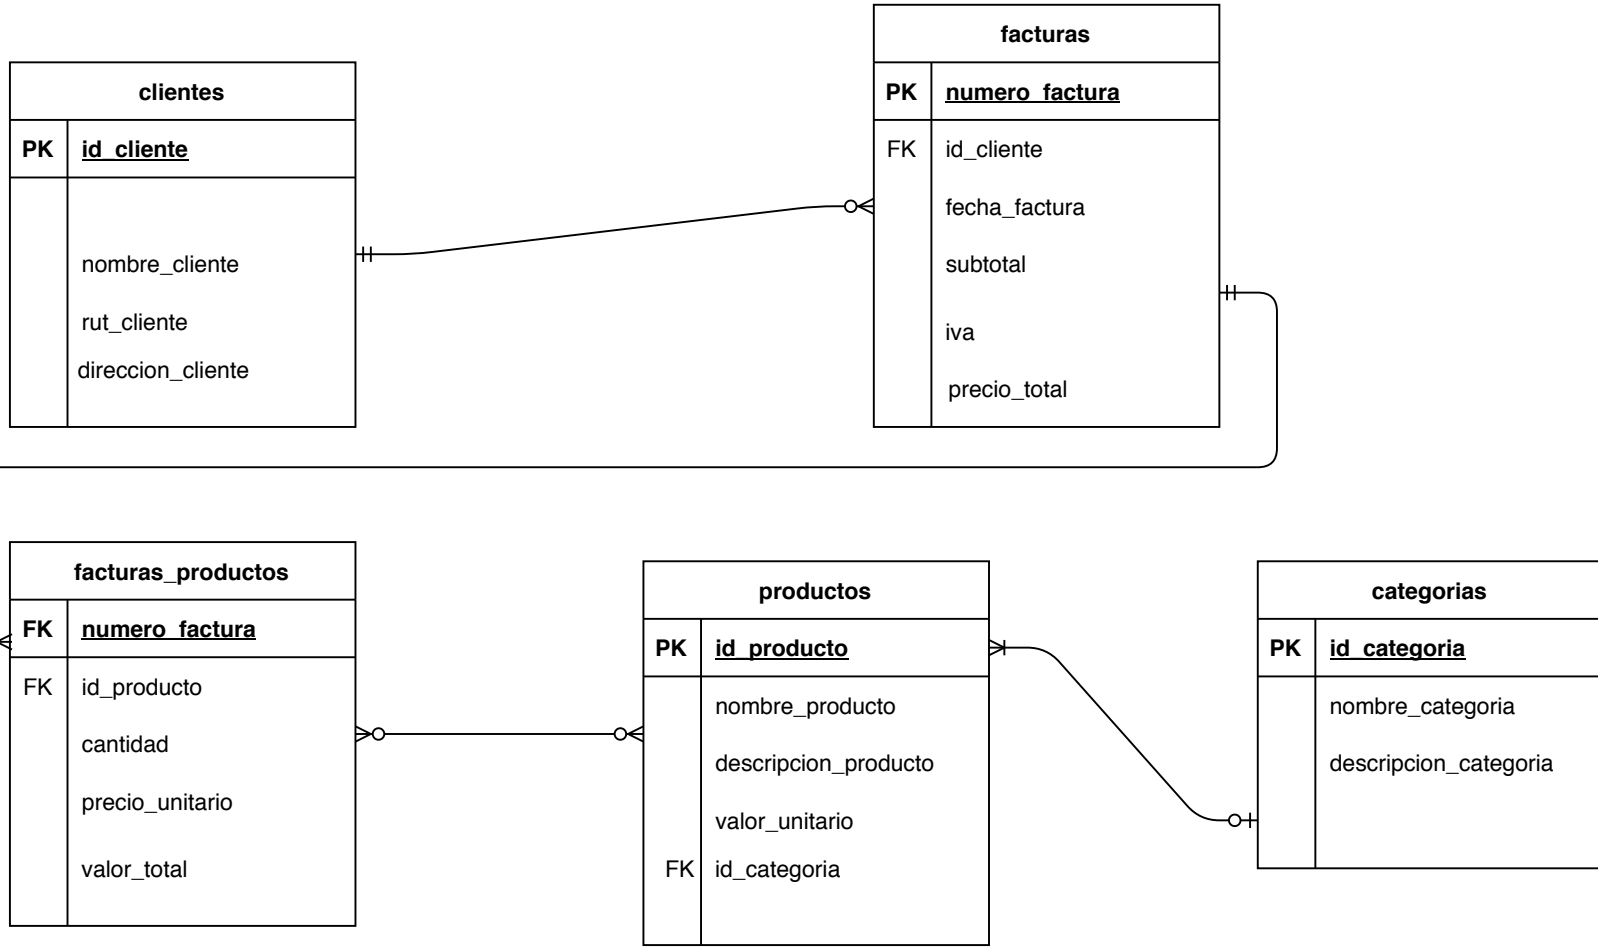 clientes
PK id_cliente
nombre_cliente
rut_cliente
direccion_cliente
facturas
PK numero_factura
FK id_cliente
fecha_factura
subtotal
iva
precio_total
facturas_productos
FK numero_factura
FK id_producto
cantidad
precio_unitario
valor_total
productos
PK id_producto
nombre_producto
descripcion_producto
valor_unitario
FK id_categoria
categorias
PK id_categoria
nombre_categoria
descripcion_categoria